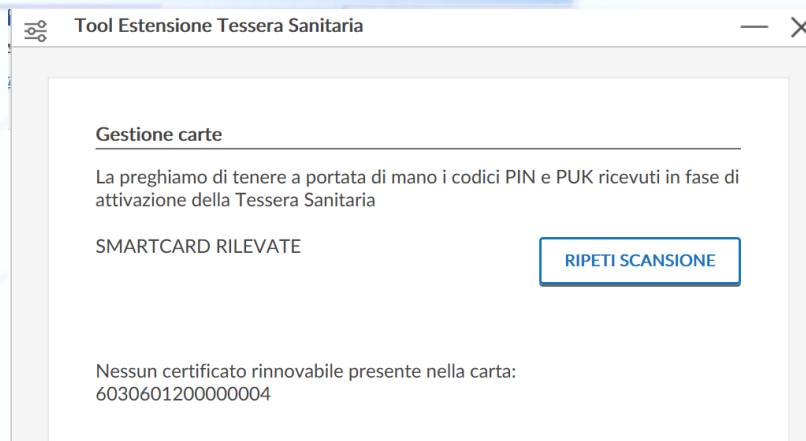 Tool Estensione Tessera Sanitaria
Gestione carte
La preghiamo di tenere a portata di mano i codici PIN e PUK ricevuti in fase di
attivazione della Tessera Sanitaria
SMARTCARD RILEVATE
RIPETI SCANSIONE
Nessun certificato rinnovabile presente nella carta:
6030601200000004